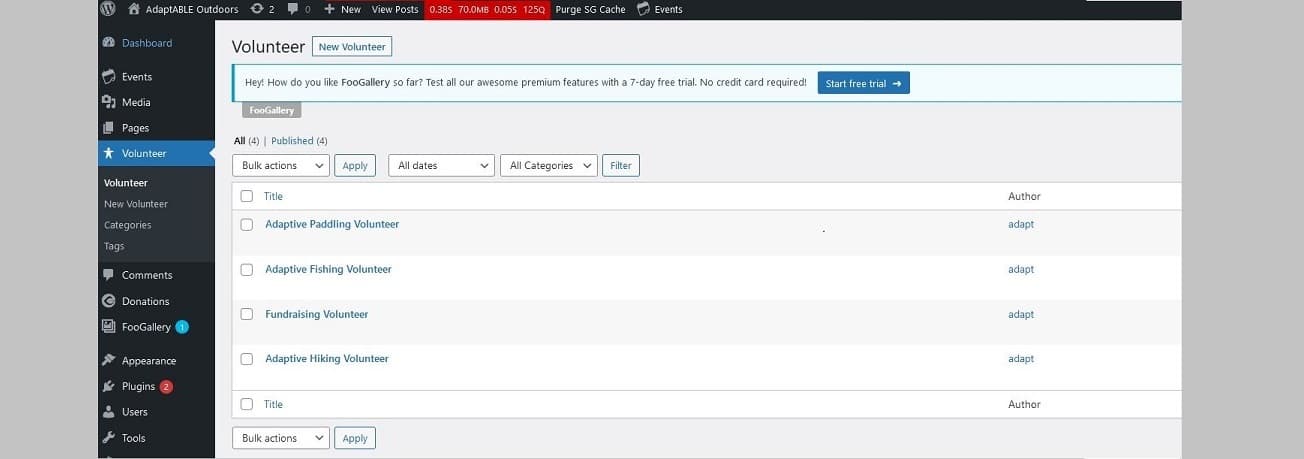 AdaptABLE Outdoors 2 0 + New View Posts 0.38S 70.0MB 0.05S 125Q Purge SG Cache Events
Dashboard
Events
Media
Pages
Volunteer
Volunteer
New Volunteer
Categories
Tags
Comments
Donations
FooGallery 1
Appearance
Plugins 2
Users
Tools
Volunteer New Volunteer
Hey! How do you like FooGallery so far? Test all our awesome premium features with a 7-day free trial. No credit card required! Start free trial →
FooGallery
All (4) | Published (4)
Bulk actions Apply All dates All Categories Filter
Title Author
Adaptive Paddling Volunteer adapt
Adaptive Fishing Volunteer adapt
Fundraising Volunteer adapt
Adaptive Hiking Volunteer adapt
Title Author
Bulk actions Apply